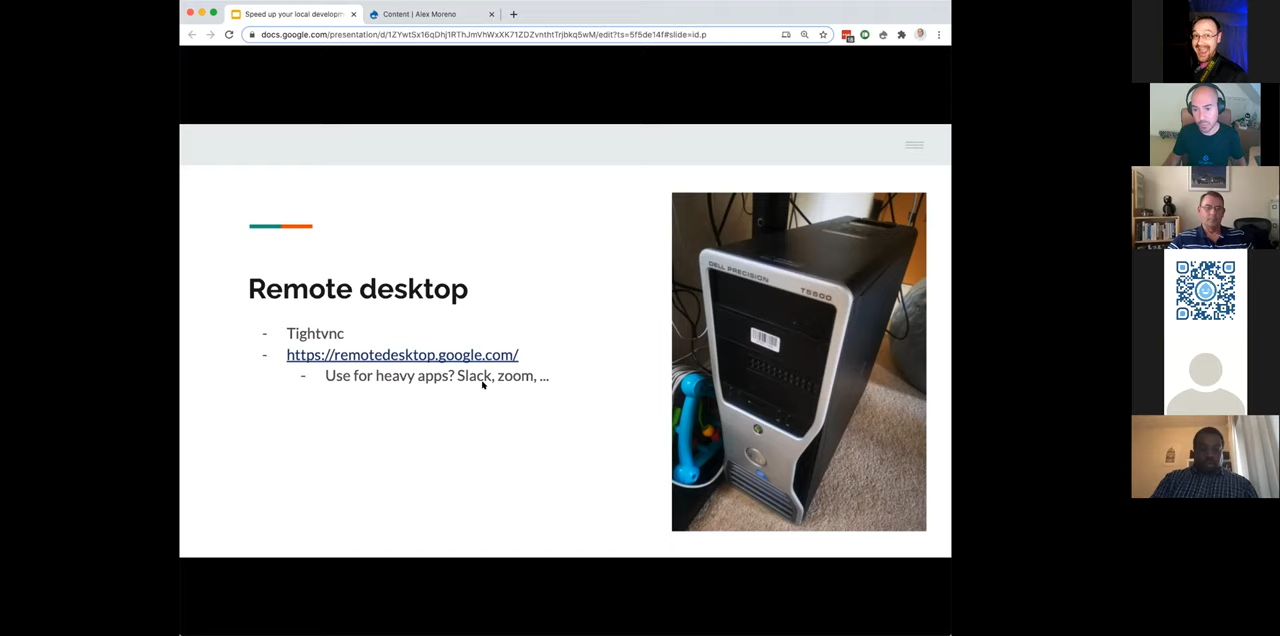 Speed up your local developm
Content | Alex Moreno
docs.google.com/presentation/d/1ZYwtSx16qDhj1RThJmVhWxXK71ZDZvnthtTrjbkq5wM/edit?ts=5f5de14f#slide=id.p
DELL PRECISION
T5500
Remote desktop
- Tightvnc
- https://remotedesktop.google.com/
- Use for heavy apps? Slack, zoom, ...